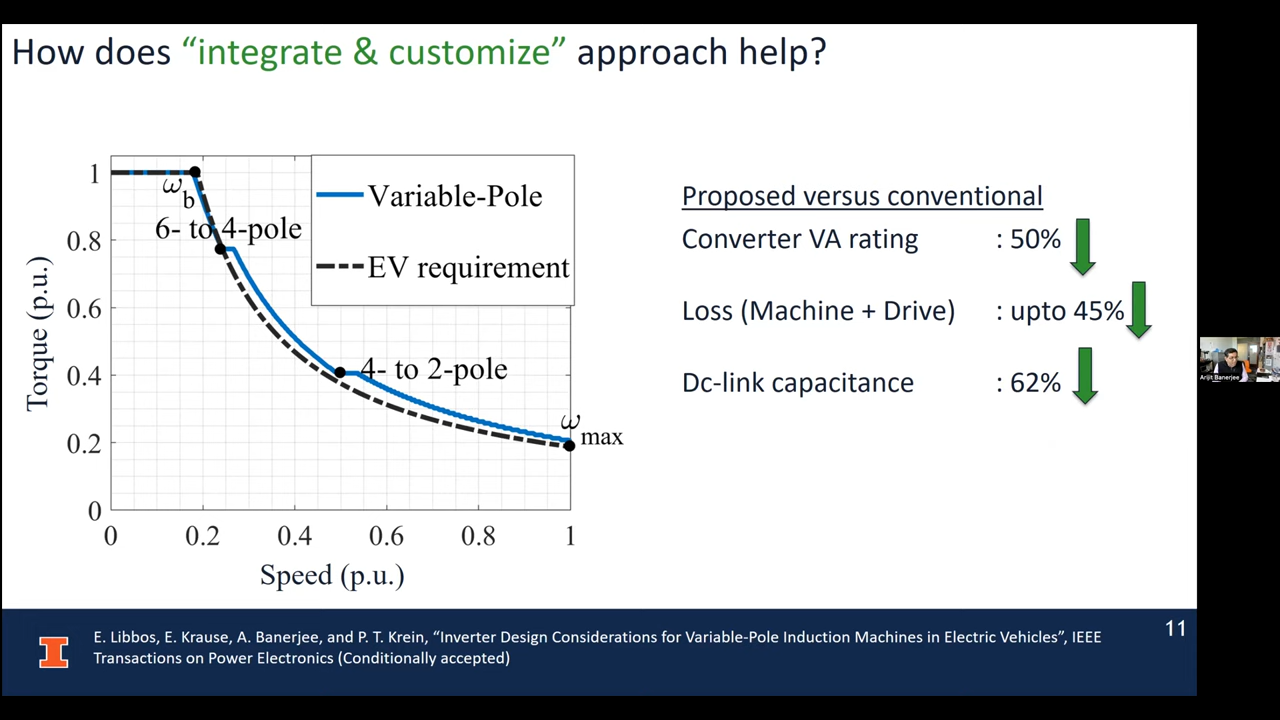 How does “integrate & customize” approach help?
Torque (p.u.)
1
0.8
0.6
0.4
0.2
0
0
0.2
0.4
0.6
0.8
1
Speed (p.u.)
Variable-Pole
EV requirement
ωb
6- to 4-pole
4- to 2-pole
ωmax
Proposed versus conventional
Converter VA rating : 50%
Loss (Machine + Drive) : upto 45%
Dc-link capacitance : 62%
Arijit Banerjee
E. Libbos, E. Krause, A. Banerjee, and P. T. Krein, “Inverter Design Considerations for Variable-Pole Induction Machines in Electric Vehicles”, IEEE
Transactions on Power Electronics (Conditionally accepted)
11